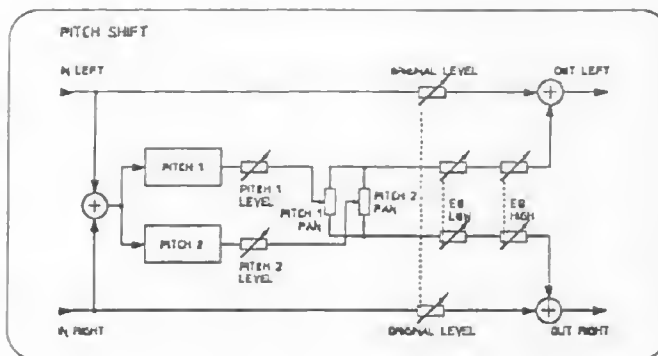 PITCH SHIFT
IN LEFT
ORIGINAL LEVEL
OUT LEFT
PITCH 1
PITCH 1
LEVEL
PITCH 1
PAN
PITCH 2
PAN
EQ
LOW
EQ
HIGH
PITCH 2
PITCH 2
LEVEL
IN RIGHT
ORIGINAL LEVEL
OUT RIGHT